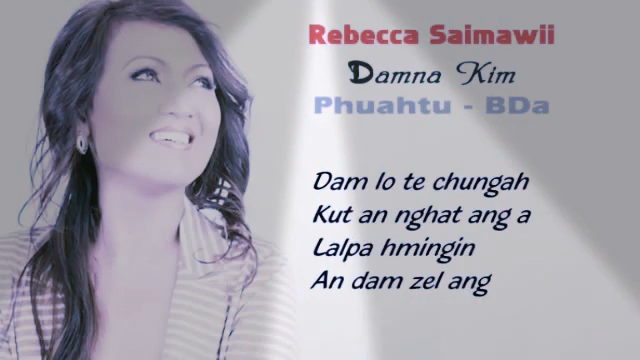 Rebecca Saimawii
Damna Kim
Phuahtu - BDa
Dam lo te chungah
Kut an nghat ang a
Lalpa hmingin
An dam zel ang